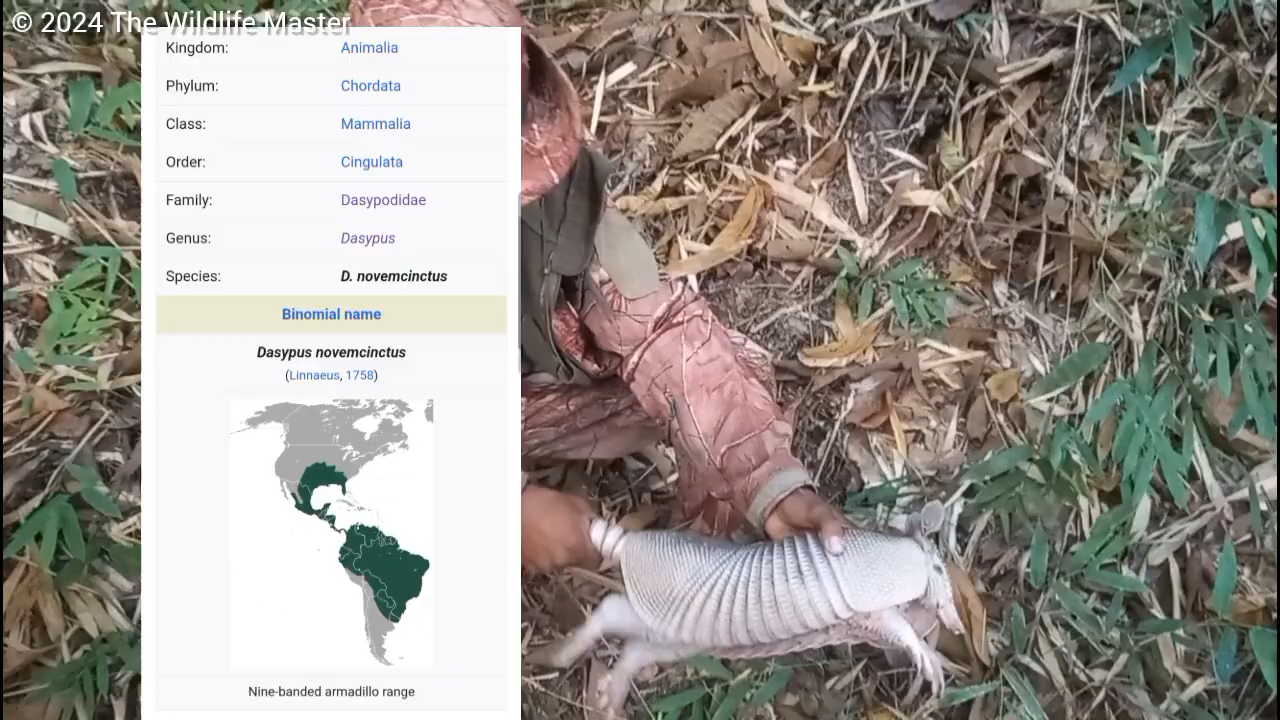 © 2024 The Wildlife Master
Kingdom: Animalia
Phylum: Chordata
Class: Mammalia
Order: Cingulata
Family: Dasypodidae
Genus: Dasypus
Species: D. novemcinctus
Binomial name
Dasypus novemcinctus
(Linnaeus, 1758)
Nine-banded armadillo range